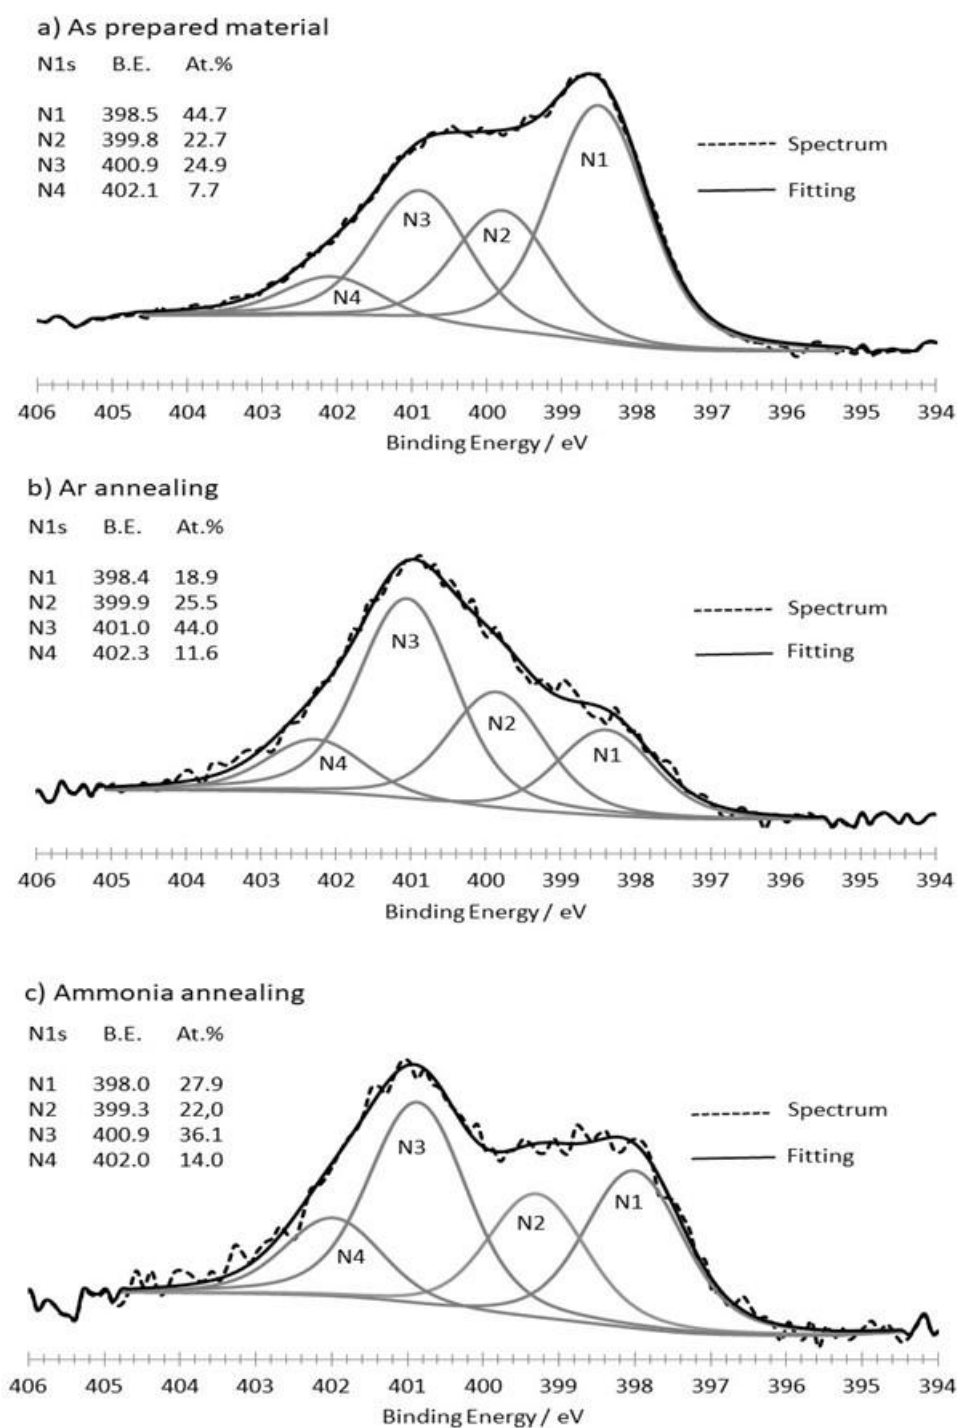 a) As prepared material
N1s B.E. At.%
N1 398.5 44.7
N2 399.8 22.7
N3 400.9 24.9
N4 402.1 7.7
Spectrum
Fitting
N1
N3
N2
N4
406 405 404 403 402 401 400 399 398 397 396 395 394
Binding Energy / eV
b) Ar annealing
N1s B.E. At.%
N1 398.4 18.9
N2 399.9 25.5
N3 401.0 44.0
N4 402.3 11.6
Spectrum
Fitting
N3
N2
N1
N4
406 405 404 403 402 401 400 399 398 397 396 395 394
Binding Energy / eV
c) Ammonia annealing
N1s B.E. At.%
N1 398.0 27.9
N2 399.3 22,0
N3 400.9 36.1
N4 402.0 14.0
Spectrum
Fitting
N3
N1
N2
N4
406 405 404 403 402 401 400 399 398 397 396 395 394
Binding Energy / eV